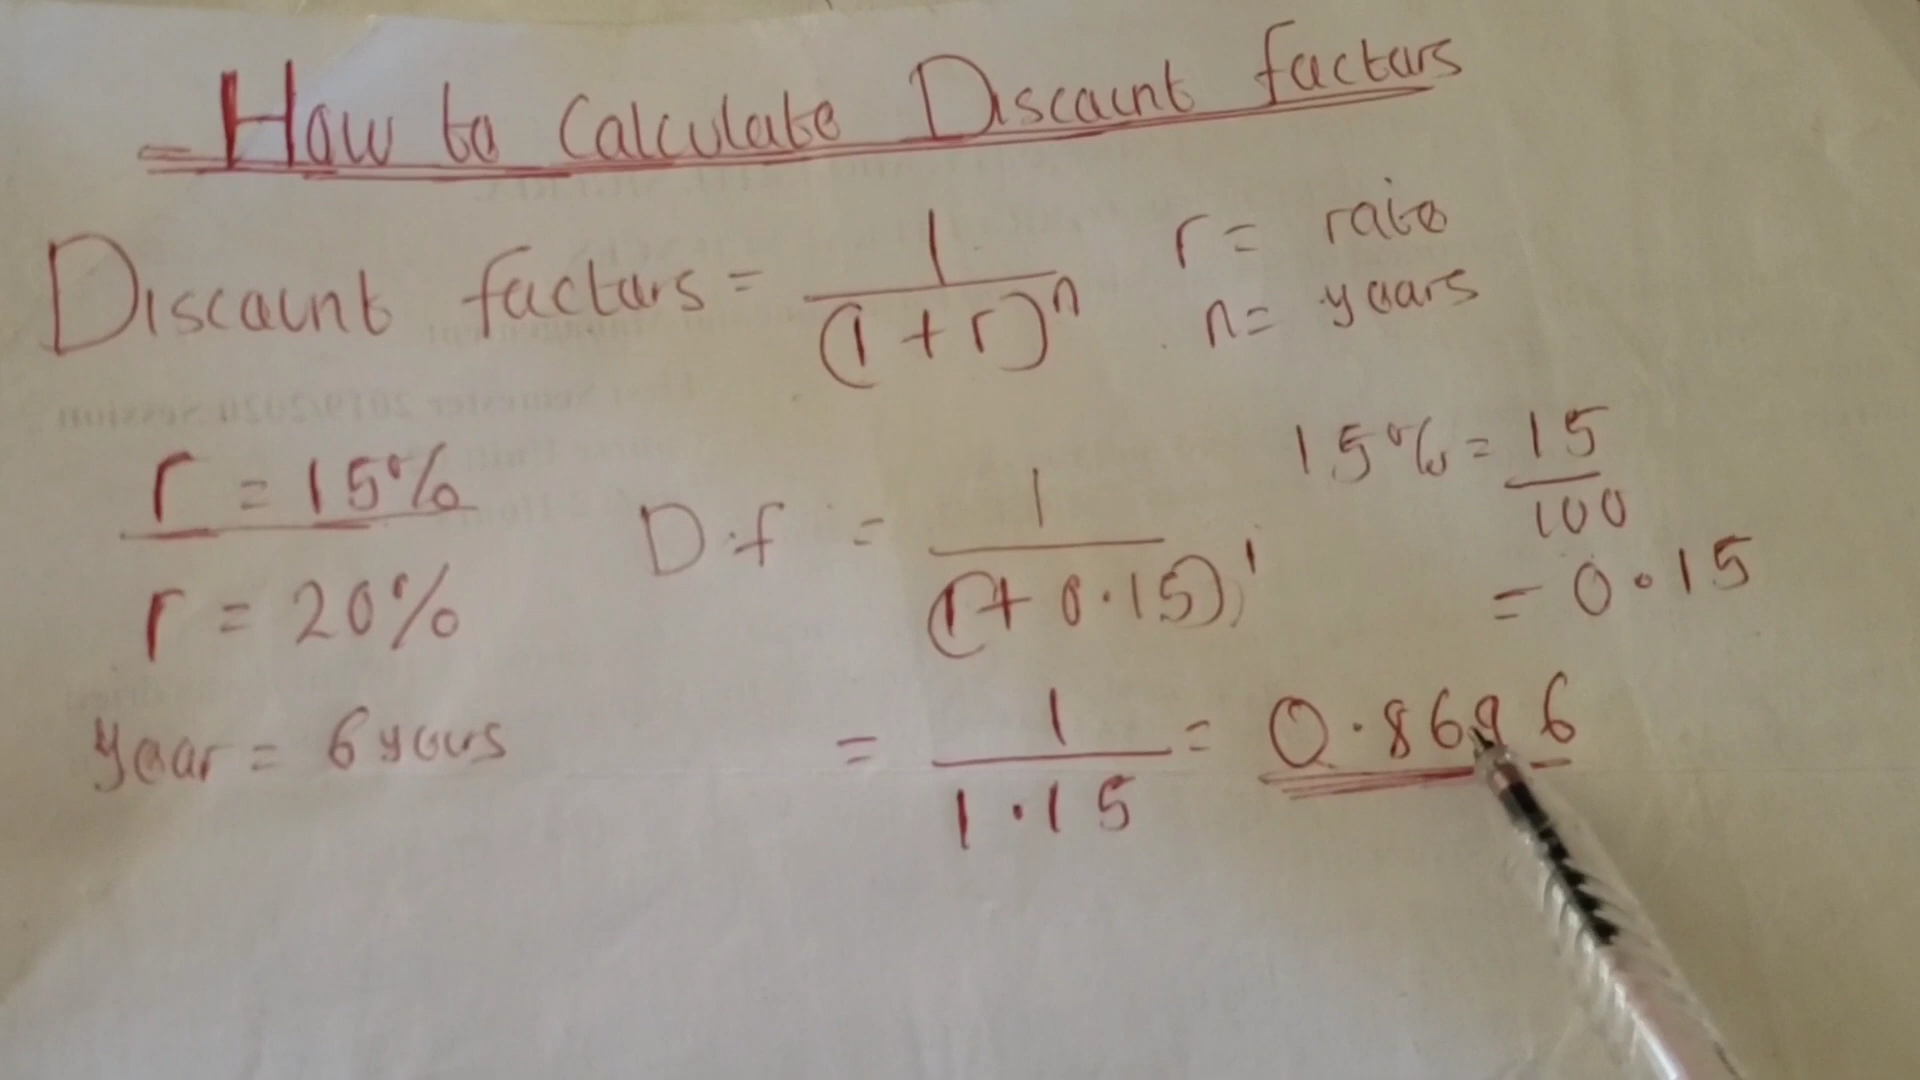 How to Calculate Discount factors
Discount factors = 1/(1 + r)^n
r = rate
n = years
r = 15%
r = 20%
year = 6 years
D.f = 1/(1 + 0.15)^1
15% = 15/100
= 0.15
= 1/1.15 = 0.8696